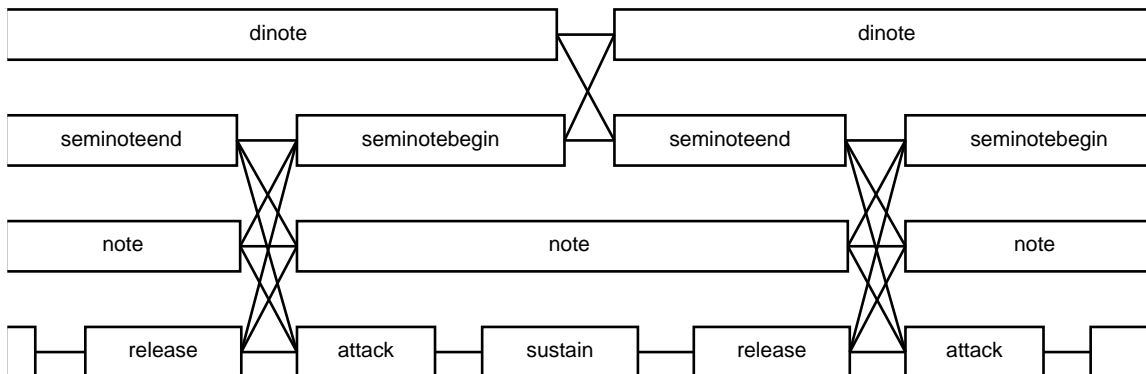 dinote dinote
seminoteend seminotebegin seminoteend seminotebegin
note note note
release attack sustain release attack